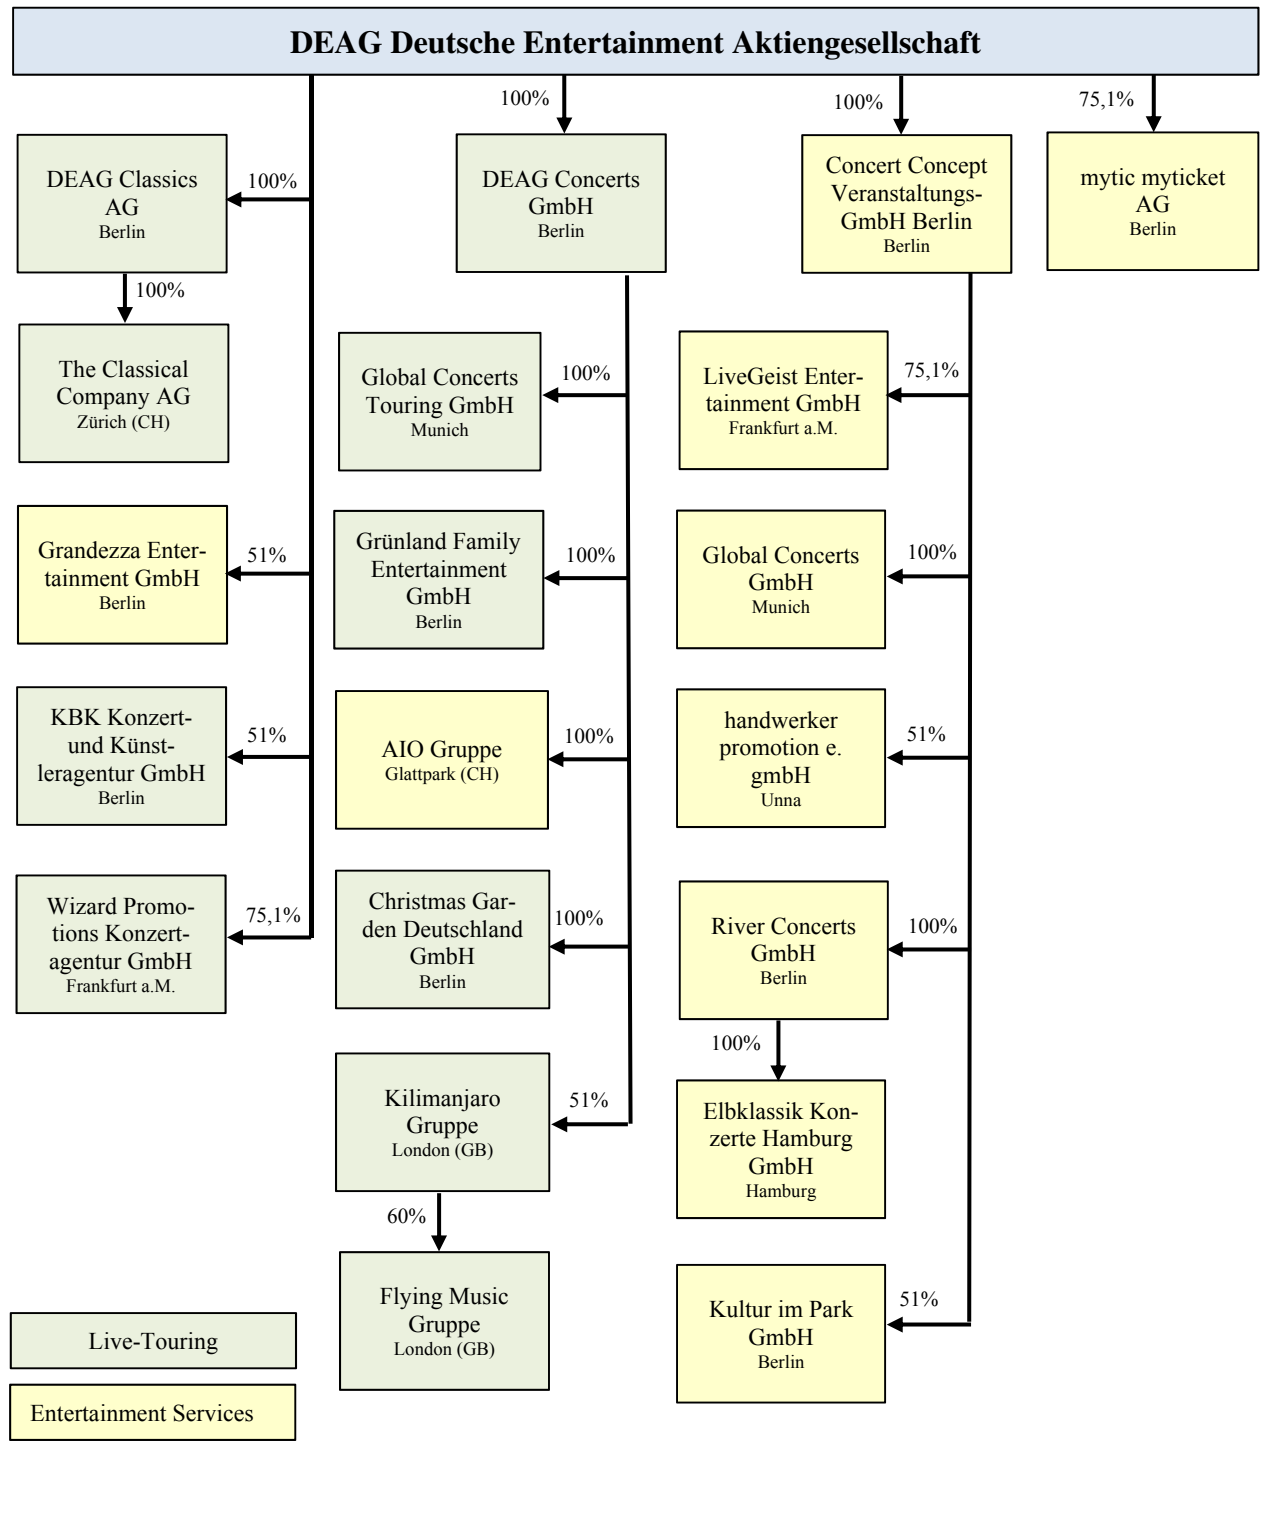 DEAG Deutsche Entertainment Aktiengesellschaft
100%
100%
75,1%
DEAG Classics
AG
Berlin
100%
DEAG Concerts
GmbH
Berlin
Concert Concept
Veranstaltungs-
GmbH Berlin
Berlin
mytic myticket
AG
Berlin
100%
The Classical
Company AG
Zürich (CH)
Global Concerts
Touring GmbH
Munich
100%
LiveGeist Enter-
tainment GmbH
Frankfurt a.M.
75,1%
Grandezza Enter-
tainment GmbH
Berlin
51%
Grünland Family
Entertainment
GmbH
Berlin
100%
Global Concerts
GmbH
Munich
100%
KBK Konzert-
und Künst-
leragentur GmbH
Berlin
51%
AIO Gruppe
Glattpark (CH)
100%
handwerker
promotion e.
gmbH
Unna
51%
Wizard Promo-
tions Konzert-
agentur GmbH
Frankfurt a.M.
75,1%
Christmas Gar-
den Deutschland
GmbH
Berlin
100%
River Concerts
GmbH
Berlin
100%
100%
Kilimanjaro
Gruppe
London (GB)
51%
Elbklassik Kon-
zerte Hamburg
GmbH
Hamburg
60%
Flying Music
Gruppe
London (GB)
Kultur im Park
GmbH
Berlin
51%
Live-Touring
Entertainment Services